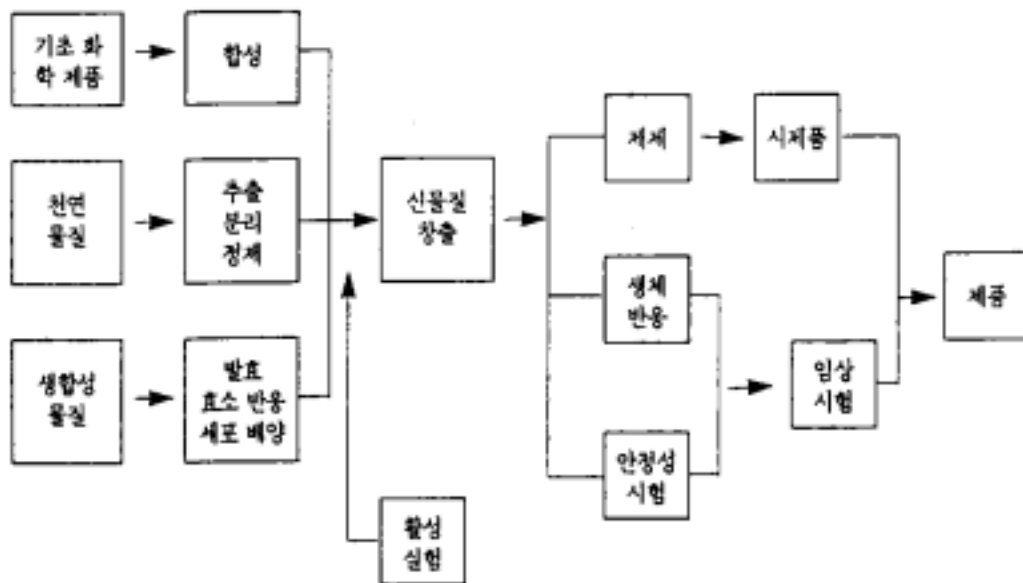 기초 화
학 제품
합성
천연
물질
추출
분리
정제
생합성
물질
발효
효소 반응
세포 배양
신물질
창출
활성
실험
제제
시제품
생체
반응
안정성
시험
임상
시험
제품